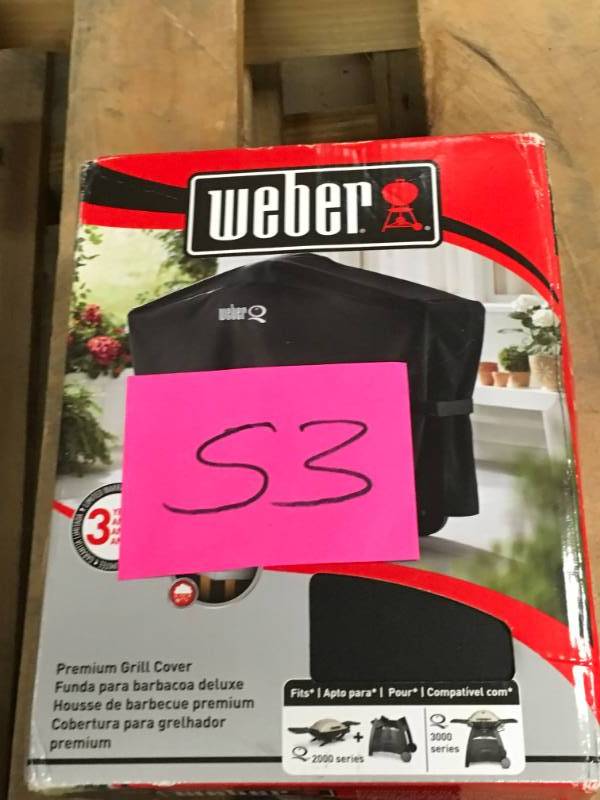 weber
weber Q
S3
3
Premium Grill Cover
Funda para barbacoa deluxe
Housse de barbecue premium
Cobertura para grelhador
premium
Fits* | Apto para* | Pour* | Compatível com*
Q 2000 series
+
Q
3000
series